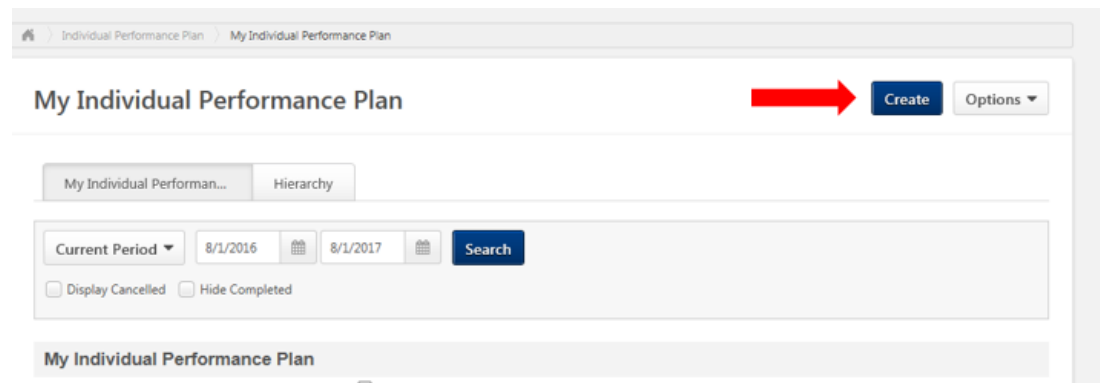 Individual Performance Plan My Individual Performance Plan
My Individual Performance Plan Create Options
My Individual Performan... Hierarchy
Current Period 8/1/2016 8/1/2017 Search
Display Cancelled Hide Completed
My Individual Performance Plan